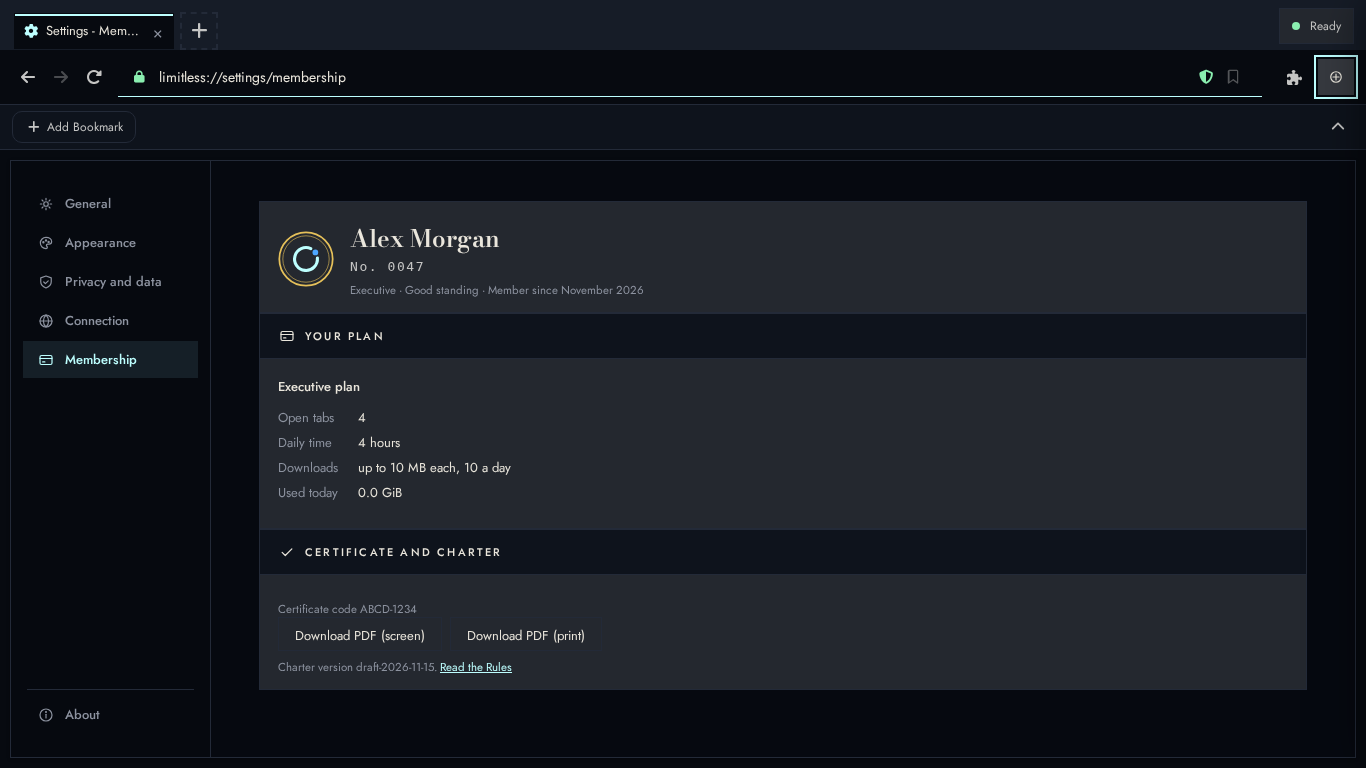 Settings - Mem...
Ready
limitless://settings/membership
Add Bookmark
General
Appearance
Privacy and data
Connection
Membership
About
Alex Morgan
No. 0047
Executive · Good standing · Member since November 2026
YOUR PLAN
Executive plan
Open tabs 4
Daily time 4 hours
Downloads up to 10 MB each, 10 a day
Used today 0.0 GiB
CERTIFICATE AND CHARTER
Certificate code ABCD-1234
Download PDF (screen) Download PDF (print)
Charter version draft-2026-11-15. Read the Rules